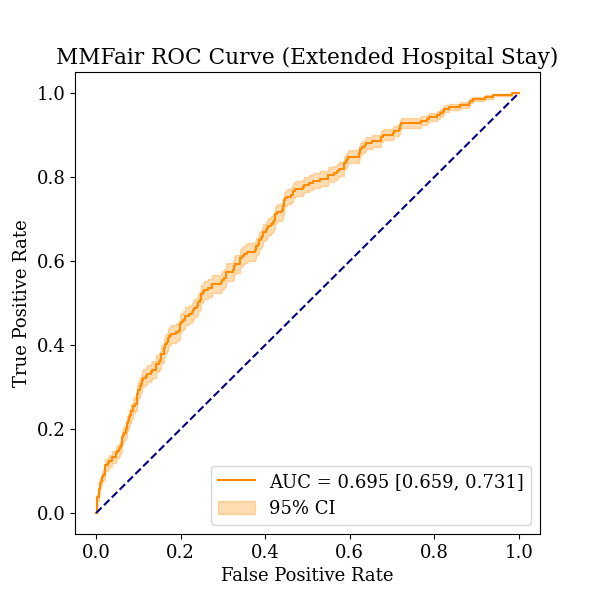 MMFair ROC Curve (Extended Hospital Stay)
True Positive Rate
1.0
0.8
0.6
0.4
0.2
0.0
AUC = 0.695 [0.659, 0.731]
95% CI
0.0 0.2 0.4 0.6 0.8 1.0
False Positive Rate